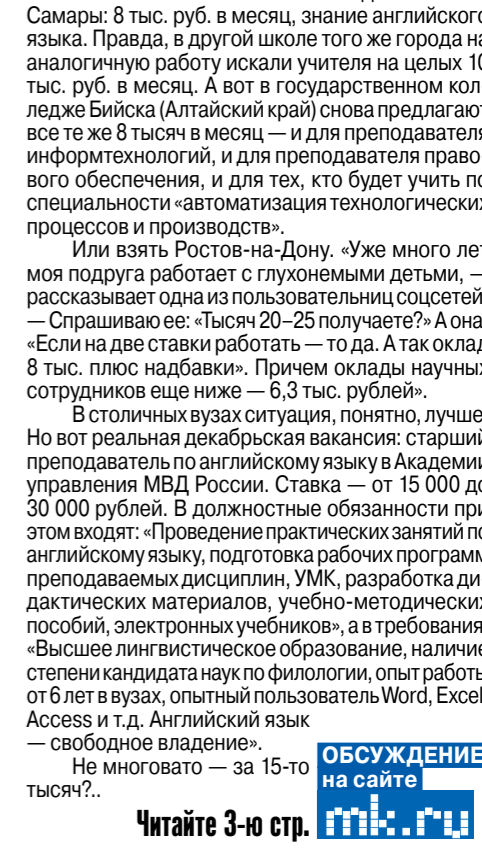 Самары: 8 тыс. руб. в месяц, знание английского
языка. Правда, в другой школе того же города на
аналогичную работу искали учителя на целых 10
тыс. руб. в месяц. А вот в государственном кол
ледже Бийска (Алтайский край) снова предлагают
все те же 8 тысяч в месяц — и для преподавателя
информтехнологий, и для преподавателя право
вого обеспечения, и для тех, кто будет учить по
специальности «автоматизация технологических
процессов и производств».
Или взять Ростов-на-Дону. «Уже много лет
моя подруга работает с глухонемыми детьми, —
рассказывает одна из пользовательниц соцсетей
— Спрашиваю ее: «Тысяч 20–25 получаете?» А она
«Если на две ставки работать — то да. А так оклад
8 тыс. плюс надбавки». Причем оклады научных
сотрудников еще ниже — 6,3 тыс. рублей».
В столичных вузах ситуация, понятно, лучше
Но вот реальная декабрьская вакансия: старший
преподаватель по английскому языку в Академии
управления МВД России. Ставка — от 15 000 до
30 000 рублей. В должностные обязанности при
этом входят: «Проведение практических занятий по
английскому языку, подготовка рабочих программ
преподаваемых дисциплин, УМК, разработка ди
дактических материалов, учебно-методических
пособий, электронных учебников», а в требования
«Высшее лингвистическое образование, наличие
степени кандидата наук по филологии, опыт работы
от 6 лет в вузах, опытный пользователь Word, Excel
Access и т.д. Английский язык
— свободное владение».
Не многовато — за 15-то
тысяч?..
Читайте 3-ю стр.
ОБСУЖДЕНИЕ
на сайте
mk.ru